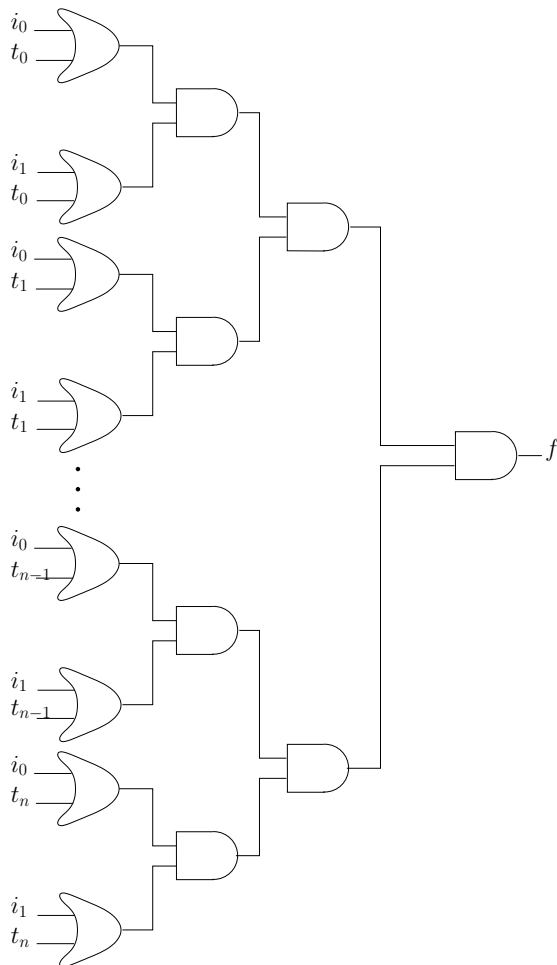 i₀
t₀
i₁
t₀
i₀
t₁
i₁
t₁
f
i₀
tₙ₋₁
i₁
tₙ₋₁
i₀
tₙ
i₁
tₙ